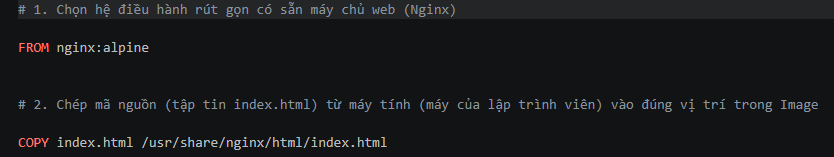 # 1. Chọn hệ điều hành rút gọn có sẵn máy chủ web (Nginx)
FROM nginx:alpine
# 2. Chép mã nguồn (tập tin index.html) từ máy tính (máy của lập trình viên) vào đúng vị trí trong Image
COPY index.html /usr/share/nginx/html/index.html